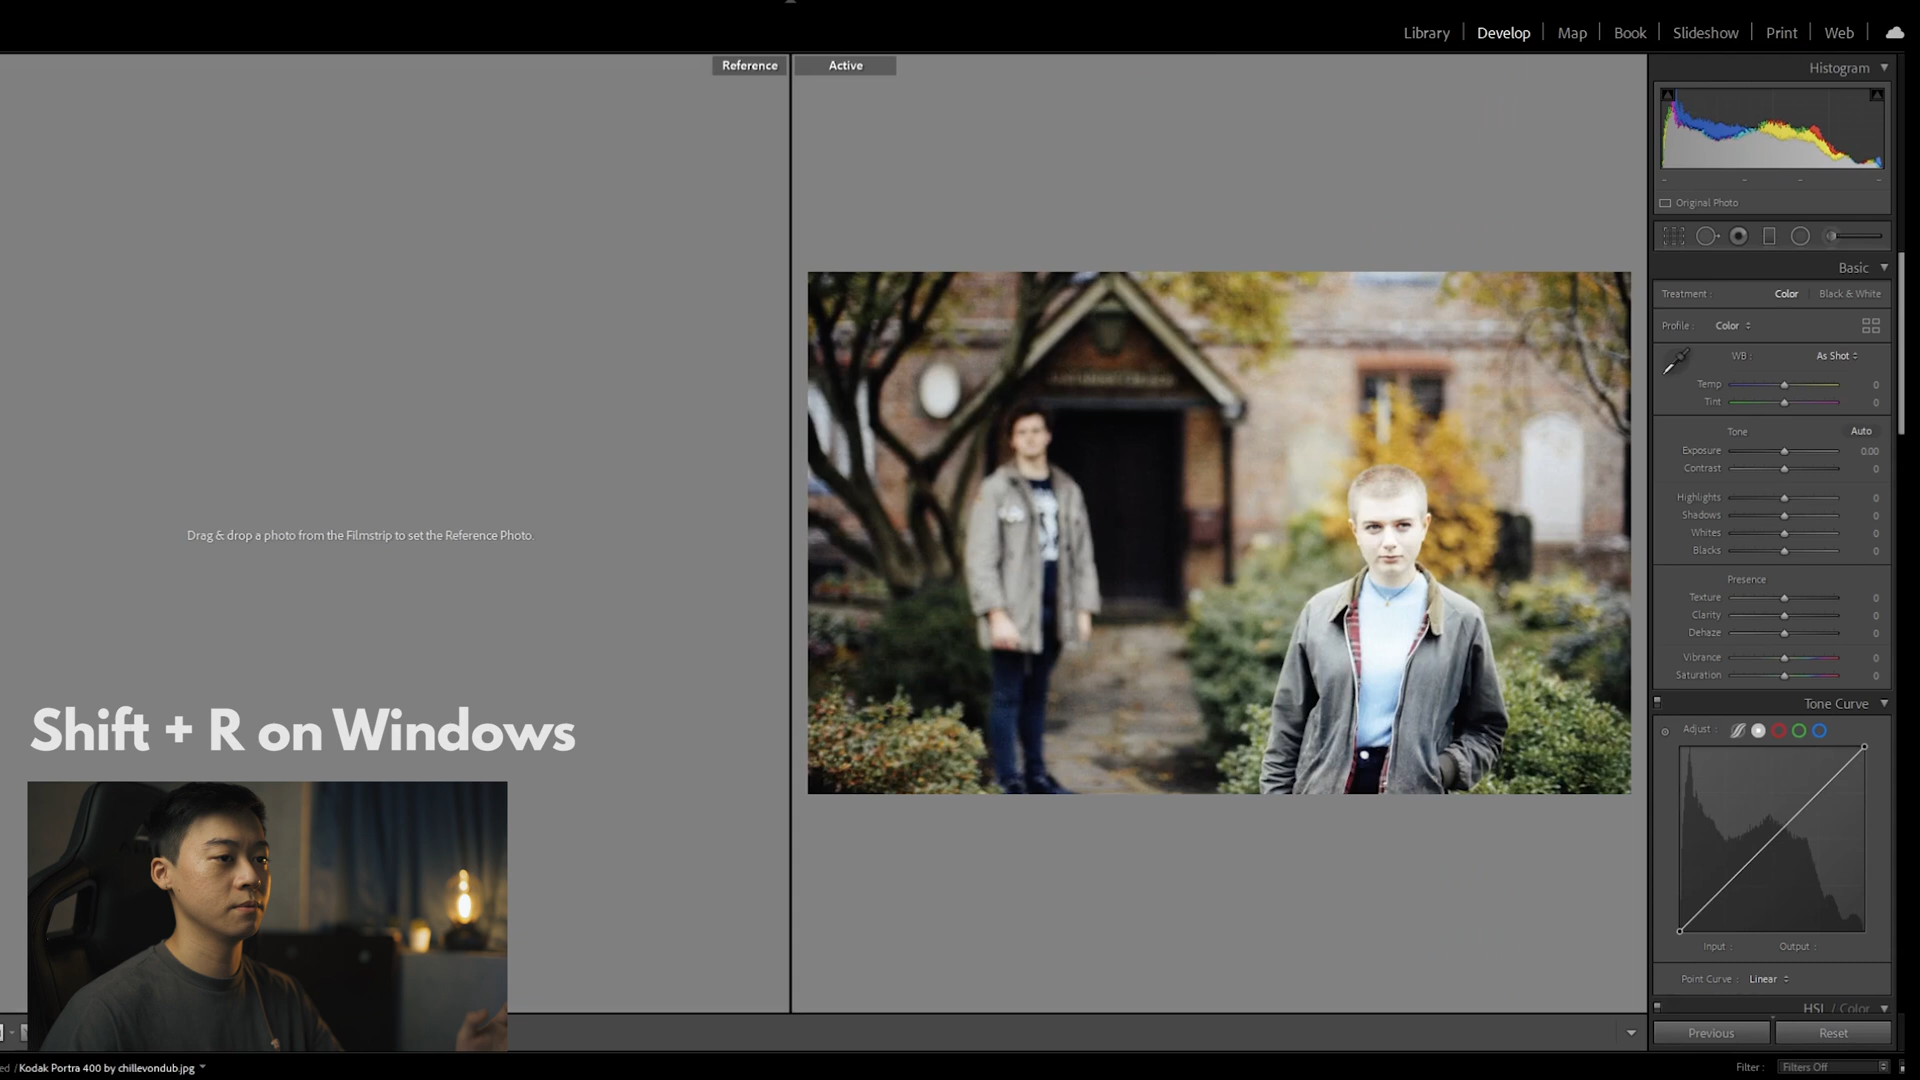 Library Develop Map Book Slideshow Print Web
Reference
Active
Histogram
Original Photo
Basic
Treatment : Color Black & White
Profile : Color
WB : As Shot
Temp 0
Tint 0
Tone Auto
Exposure 0.00
Contrast 0
Highlights 0
Shadows 0
Whites 0
Blacks 0
Presence
Texture 0
Clarity 0
Dehaze 0
Vibrance 0
Saturation 0
Tone Curve
Adjust :
Input : Output :
Point Curve : Linear
HSL / Color
Previous Reset
Drag & drop a photo from the Filmstrip to set the Reference Photo.
Shift + R on Windows
ed / Kodak Portra 400 by chillevondub.jpg
Filter : Filters Off